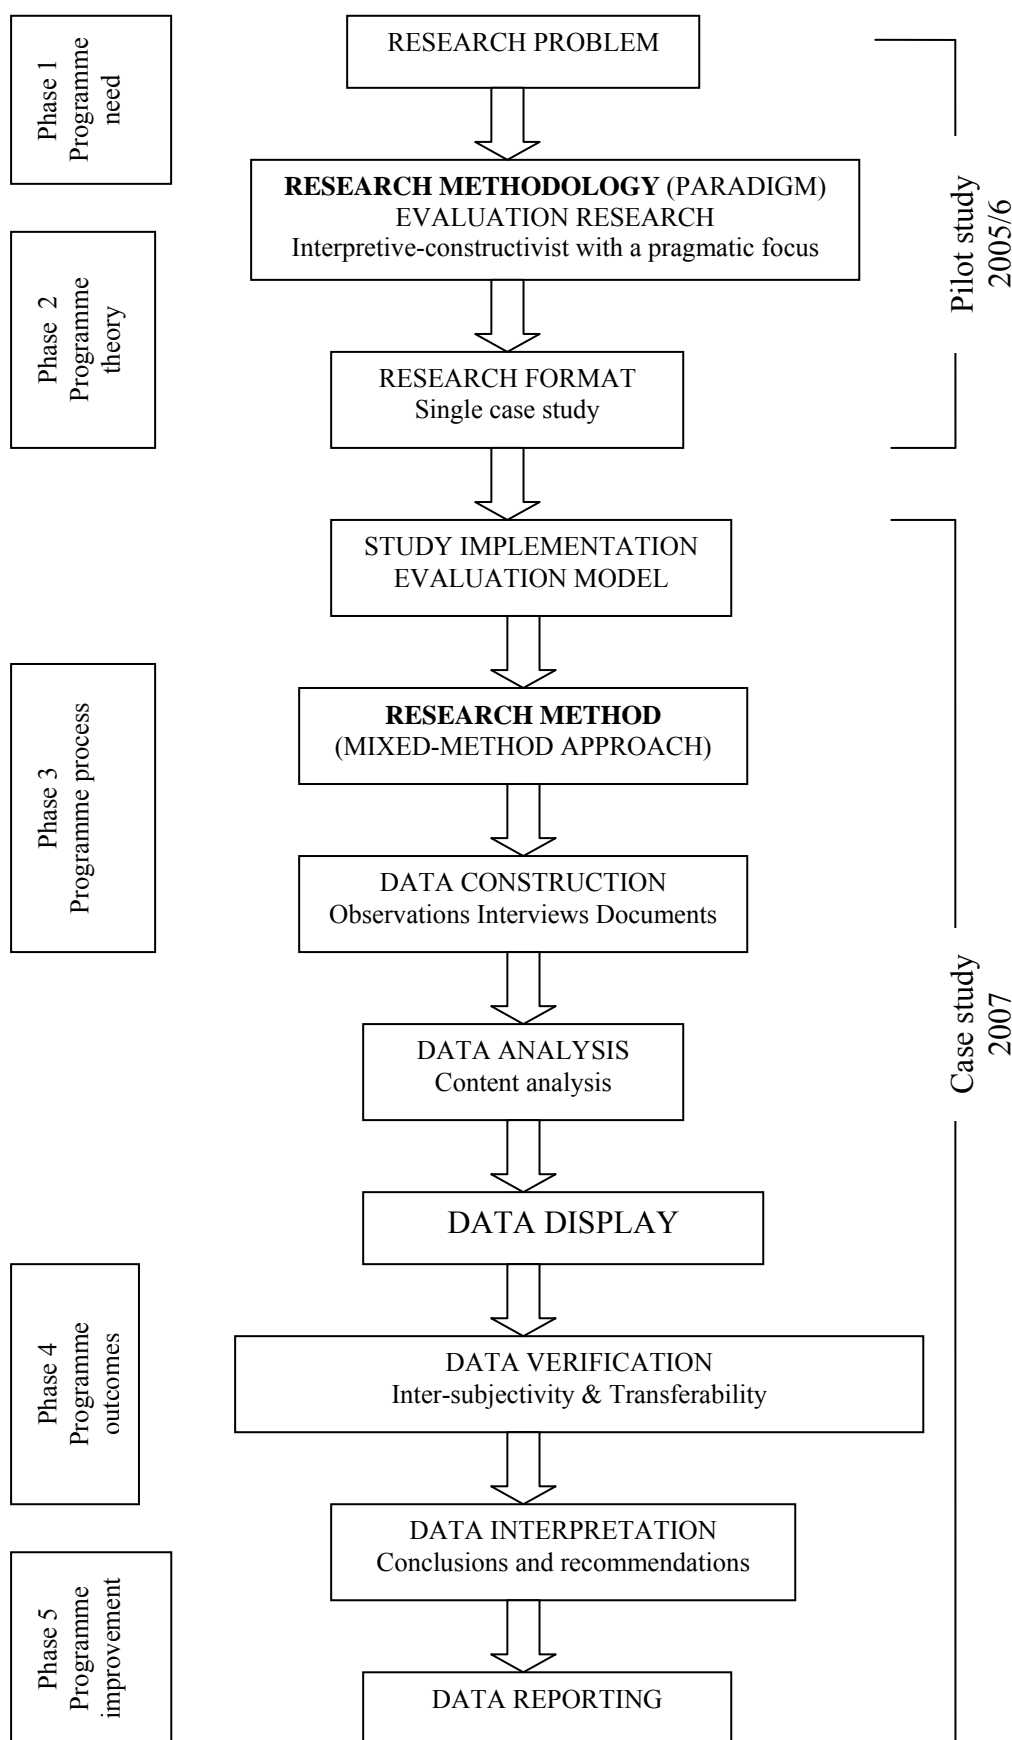 Phase 1
Programme
need
RESEARCH PROBLEM
RESEARCH METHODOLOGY (PARADIGM)
EVALUATION RESEARCH
Interpretive-constructivist with a pragmatic focus
Pilot study
2005/6
Phase 2
Programme
theory
RESEARCH FORMAT
Single case study
STUDY IMPLEMENTATION
EVALUATION MODEL
Phase 3
Programme process
RESEARCH METHOD
(MIXED-METHOD APPROACH)
DATA CONSTRUCTION
Observations Interviews Documents
Case study
2007
DATA ANALYSIS
Content analysis
DATA DISPLAY
Phase 4
Programme
outcomes
DATA VERIFICATION
Inter-subjectivity & Transferability
DATA INTERPRETATION
Conclusions and recommendations
Phase 5
Programme
improvement
DATA REPORTING